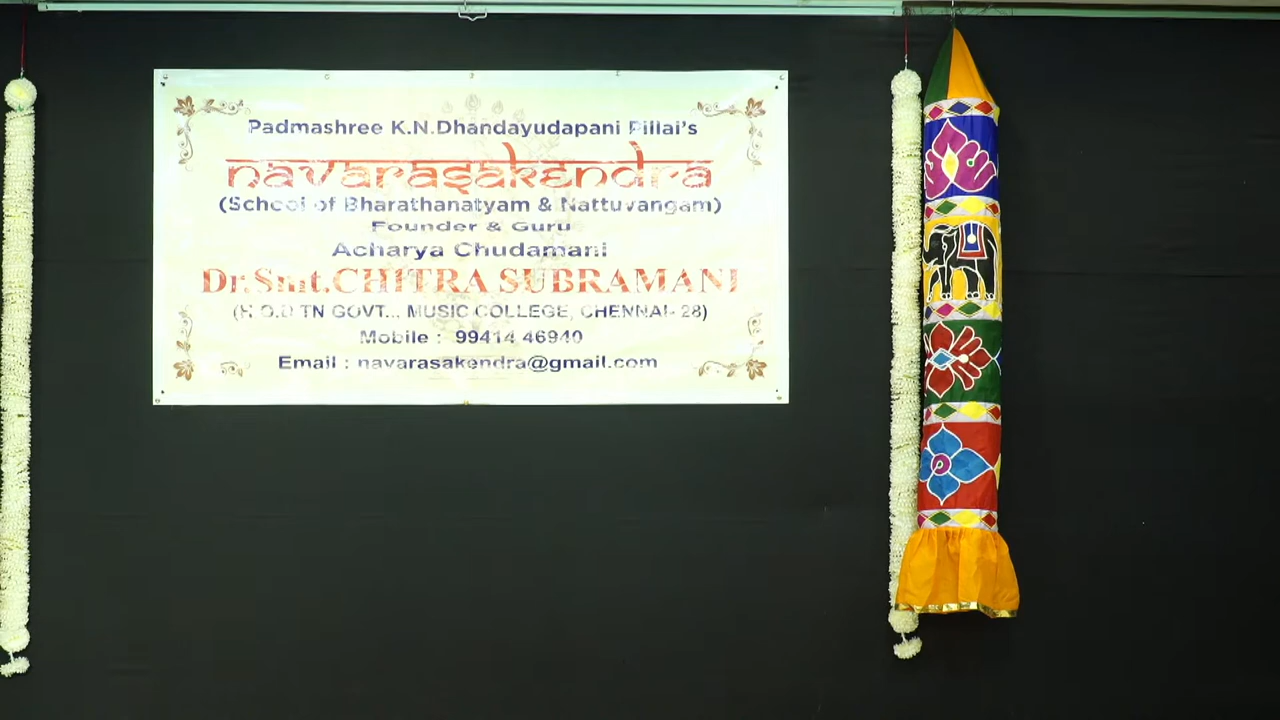 Padmashree K.N.Dhandayudapani Pillai's
navarasakendra
(School of Bharathanatyam & Nattuvangam)
Founder & Guru
Acharya Chudamani
Dr.Smt.CHITRA SUBRAMANI
(H.O.D TN GOVT... MUSIC COLLEGE, CHENNAI- 28)
Mobile : 99414 46940
Email : navarasakendra@gmail.com